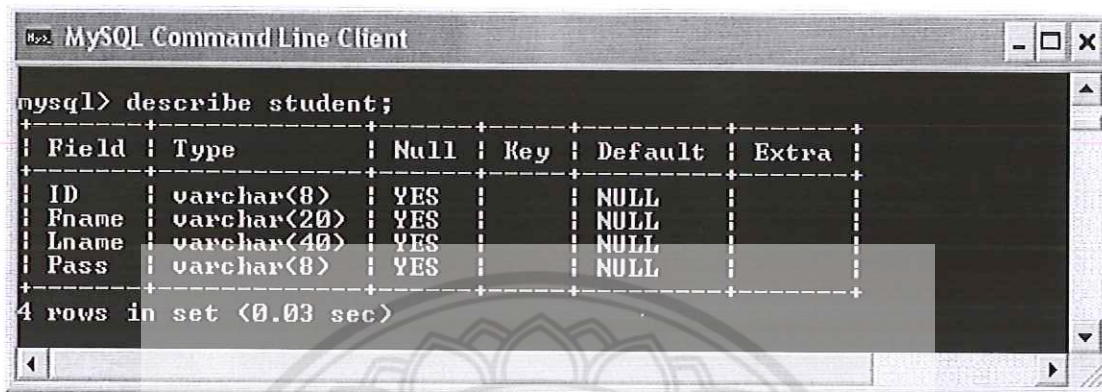 MySQL Command Line Client
mysql> describe student;
+--------+-------------+------+-----+---------+-------+
| Field | Type | Null | Key | Default | Extra |
+--------+-------------+------+-----+---------+-------+
| ID | varchar(8) | YES | | NULL | |
| Fname | varchar(20) | YES | | NULL | |
| Lname | varchar(40) | YES | | NULL | |
| Pass | varchar(8) | YES | | NULL | |
+--------+-------------+------+-----+---------+-------+
4 rows in set (0.03 sec)